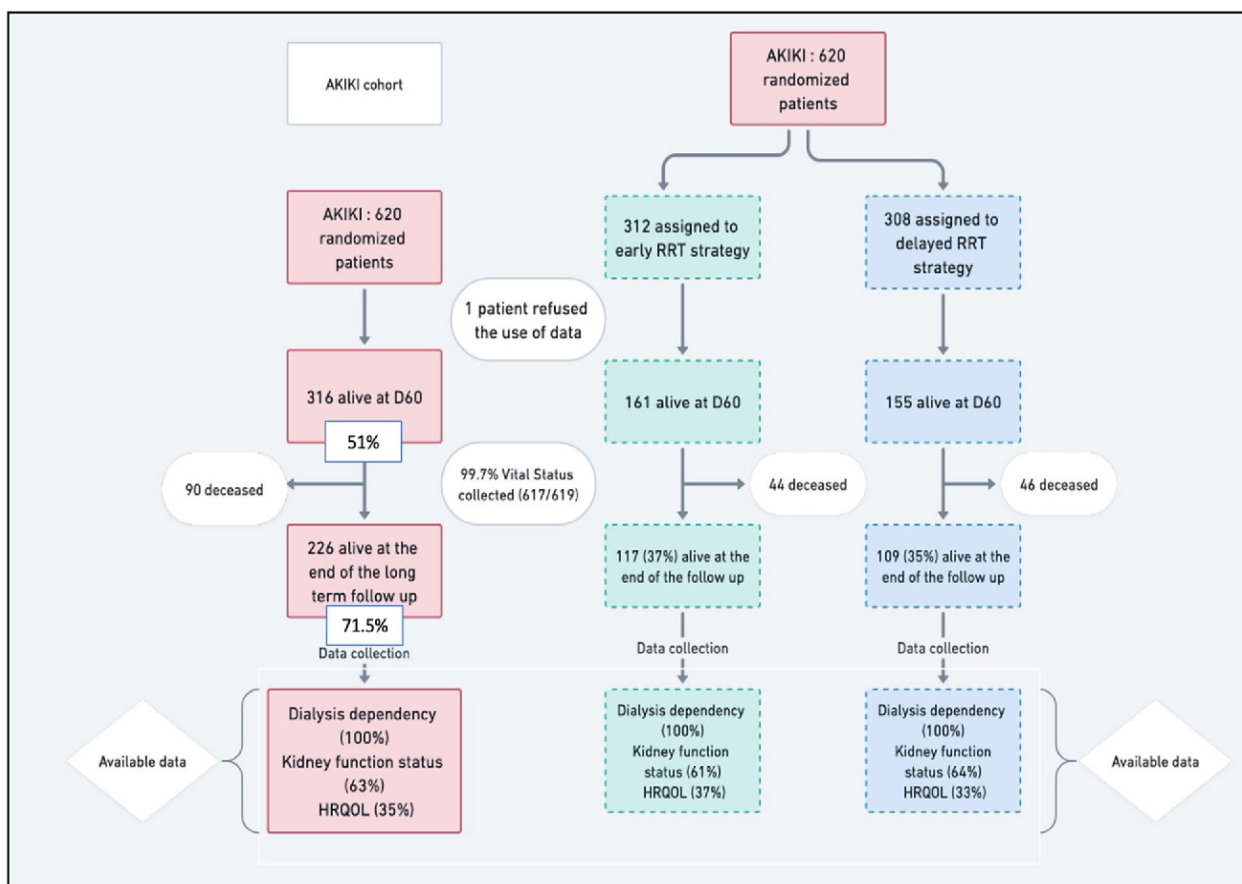 AKIKI cohort
AKIKI : 620
randomized
patients
AKIKI : 620
randomized
patients
312 assigned to
early RRT strategy
308 assigned to
delayed RRT
strategy
1 patient refused
the use of data
316 alive at D60
51%
161 alive at D60
155 alive at D60
90 deceased
99.7% Vital Status
collected (617/619)
44 deceased
46 deceased
226 alive at the
end of the long
term follow up
71.5%
117 (37%) alive at the
end of the follow up
109 (35%) alive at the
end of the follow up
Data collection
Data collection
Data collection
Available data
Dialysis dependency
(100%)
Kidney function status
(63%)
HRQOL (35%)
Dialysis dependency
(100%)
Kidney function
status (61%)
HRQOL (37%)
Dialysis dependency
(100%)
Kidney function
status (64%)
HRQOL (33%)
Available data